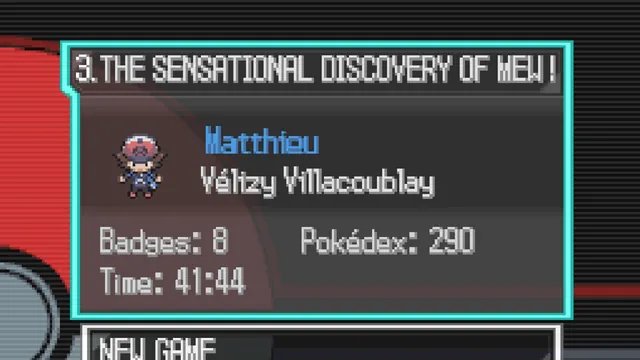 3. THE SENSATIONAL DISCOVERY OF MEW!
Matthieu
Vélizy Villacoublay
Badges: 8 Pokédex: 290
Time: 41:44
NEW GAME